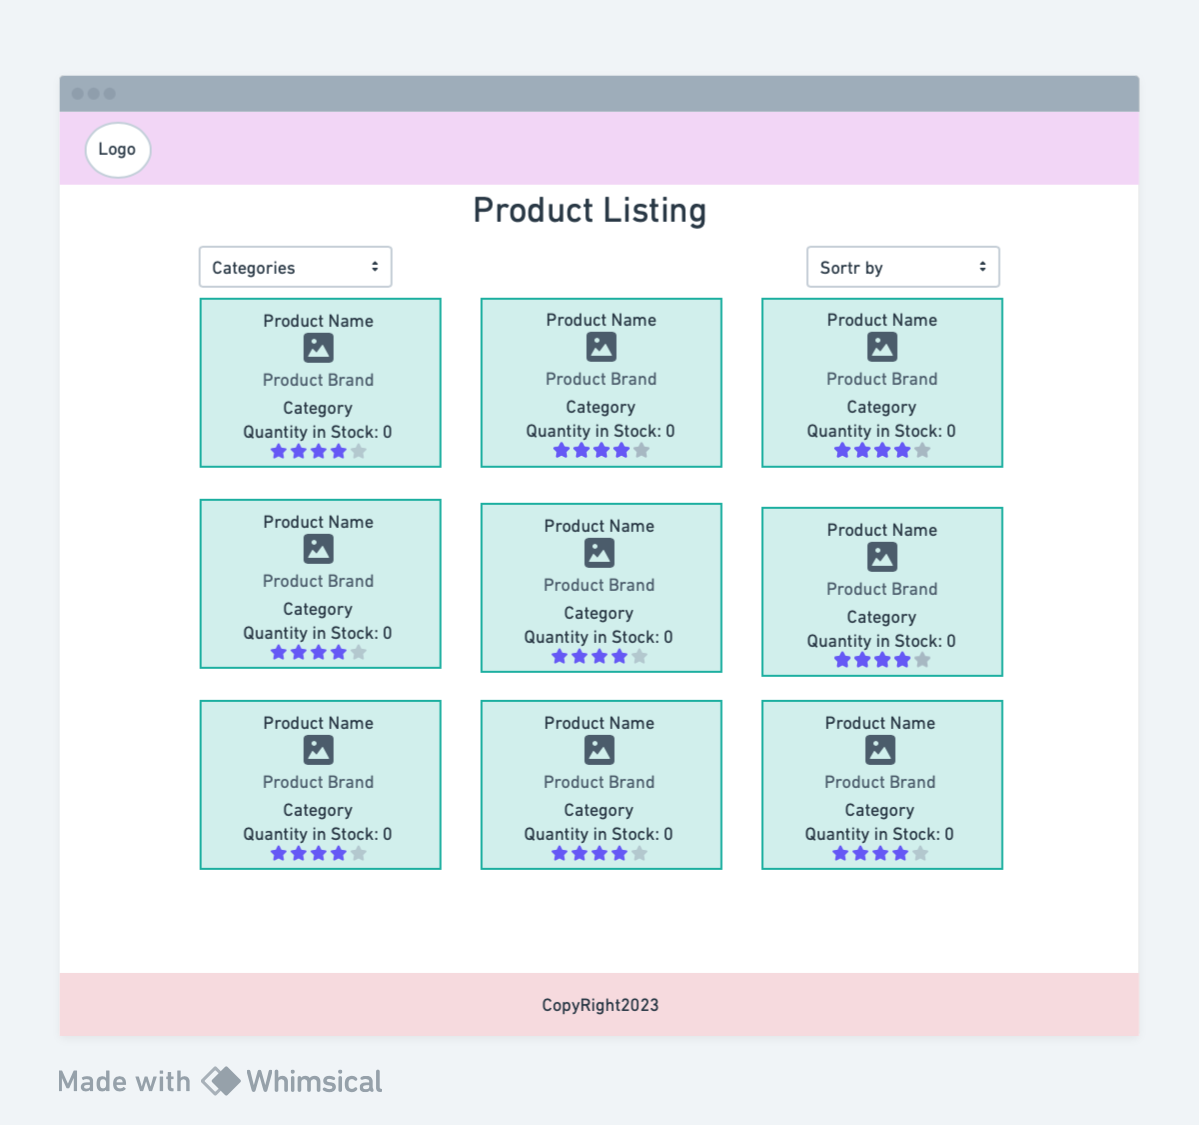 Logo
Product Listing
Categories
Sortr by
Product Name
Product Brand
Category
Quantity in Stock: 0
Product Name
Product Brand
Category
Quantity in Stock: 0
Product Name
Product Brand
Category
Quantity in Stock: 0
Product Name
Product Brand
Category
Quantity in Stock: 0
Product Name
Product Brand
Category
Quantity in Stock: 0
Product Name
Product Brand
Category
Quantity in Stock: 0
Product Name
Product Brand
Category
Quantity in Stock: 0
Product Name
Product Brand
Category
Quantity in Stock: 0
Product Name
Product Brand
Category
Quantity in Stock: 0
CopyRight2023
Made with Whimsical